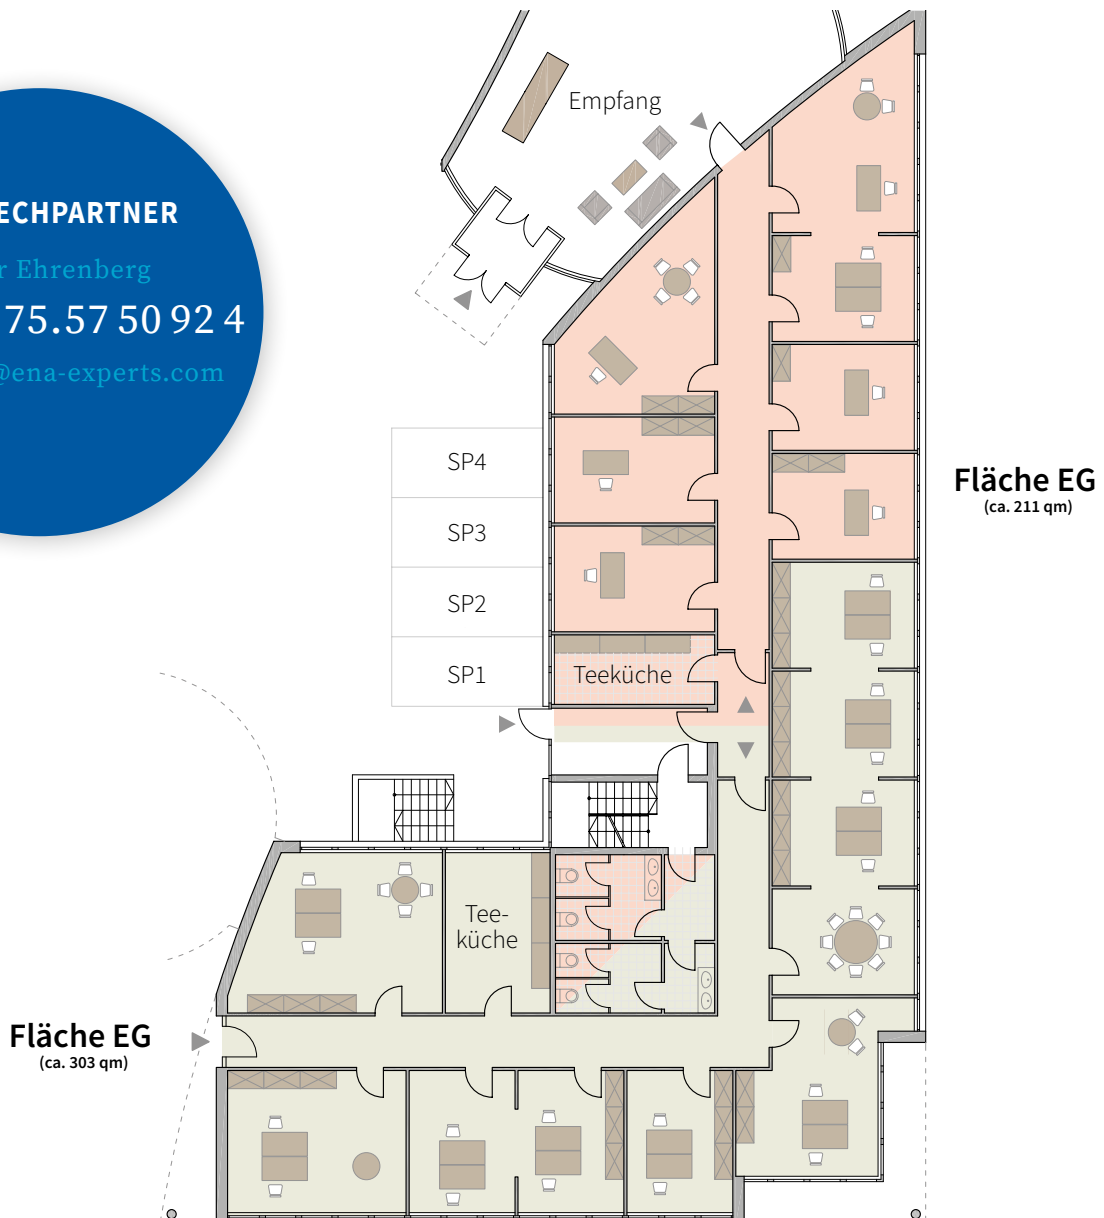 Empfang
ECHPARTNER
r Ehrenberg
75.57 50 92 4
@ena-experts.com
SP4
SP3
SP2
SP1
Fläche EG
(ca. 211 qm)
Teeküche
Tee-
küche
Fläche EG
(ca. 303 qm)